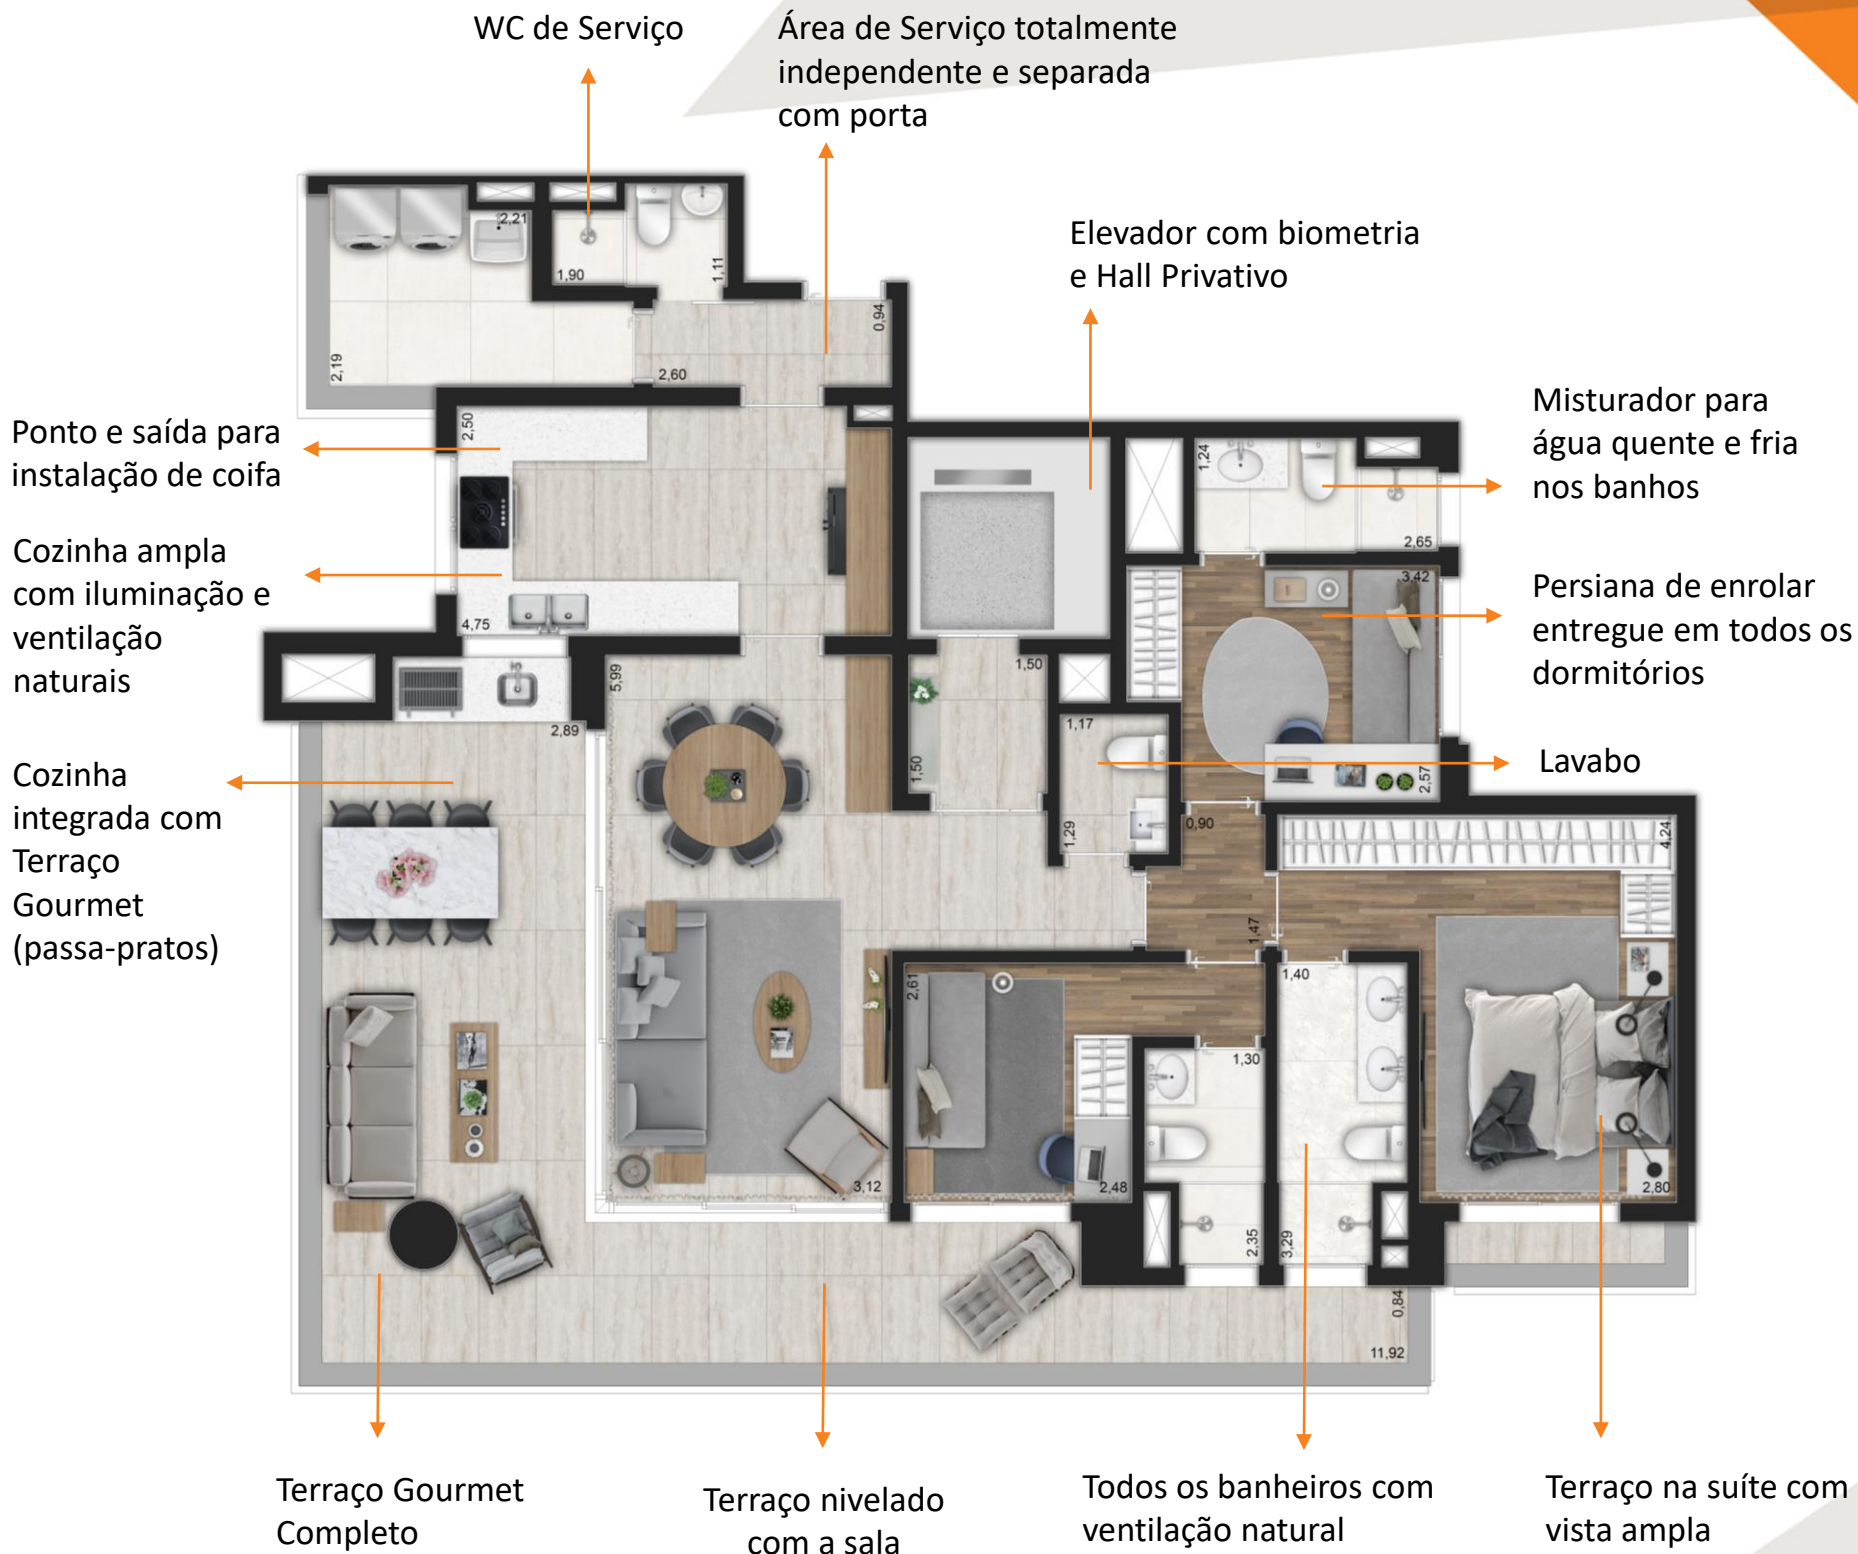 WC de Serviço
Área de Serviço totalmente
independente e separada
com porta
Elevador com biometria
e Hall Privativo
Ponto e saída para
instalação de coifa
Cozinha ampla
com iluminação e
ventilação
naturais
Cozinha
integrada com
Terraço
Gourmet
(passa-pratos)
Misturador para
água quente e fria
nos banhos
Persiana de enrolar
entregue em todos os
dormitórios
Lavabo
2,21
1,90
1,11
0,94
2,19
2,60
2,50
4,75
1,24
2,65
3,42
5,99
1,50
1,50
2,89
1,17
1,29
2,57
0,90
4,24
1,47
2,61
1,40
1,30
3,12
2,48
2,80
2,35
3,29
0,84
11,92
Terraço Gourmet
Completo
Terraço nivelado
com a sala
Todos os banheiros com
ventilação natural
Terraço na suíte com
vista ampla